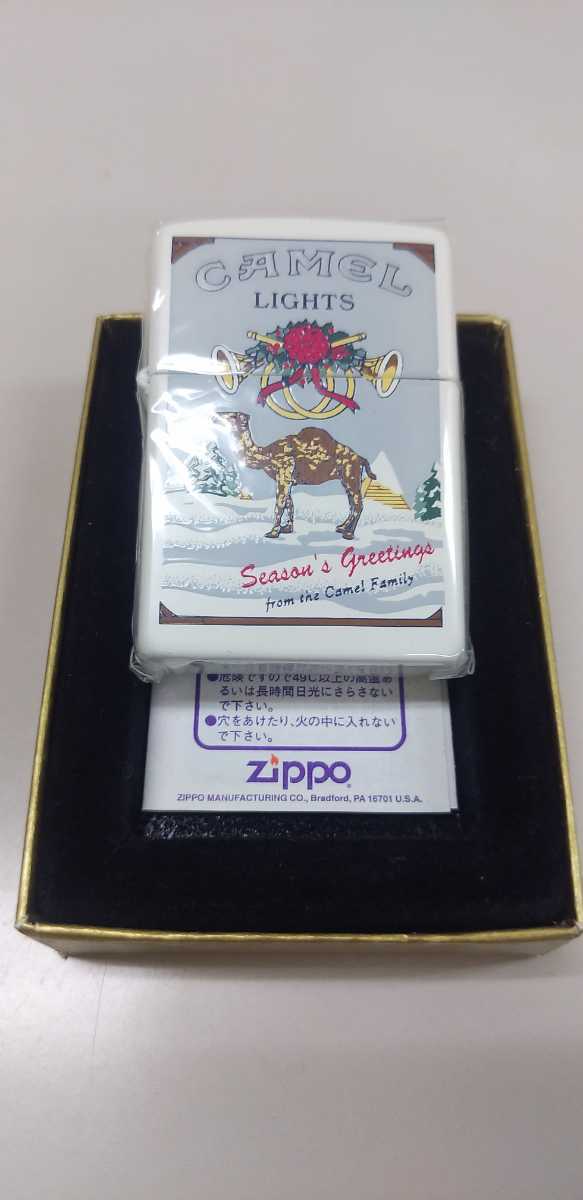 CAMEL
LIGHTS
Season's Greetings
from the Camel Family
●危険ですので49℃以上の高温あ
るいは長時間日光にさらさない
で下さい。
●穴をあけたり、火の中に入れない
で下さい。
zippo
ZIPPO MANUFACTURING CO., Bradford, PA 16701 U.S.A.